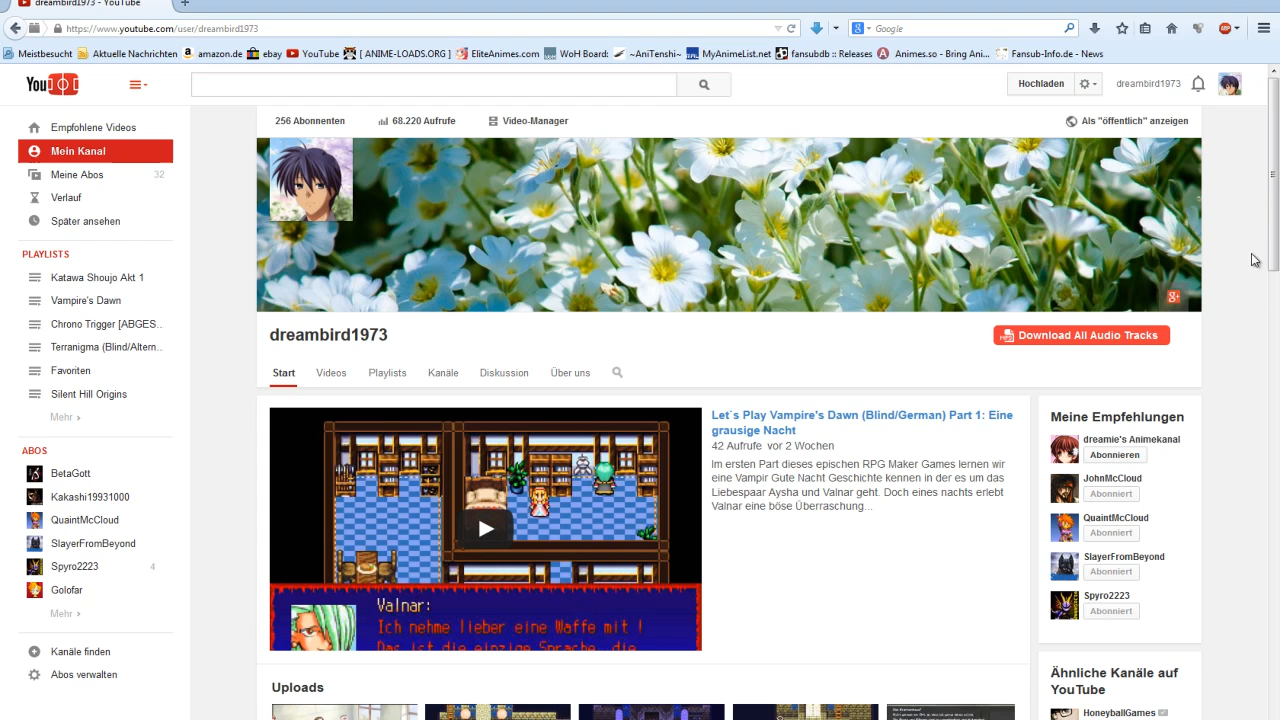 dreambird1973 - YouTube
https://www.youtube.com/user/dreambird1973
Google
Meistbesucht Aktuelle Nachrichten amazon.de ebay YouTube [ ANIME-LOADS.ORG ] EliteAnimes.com WoH Board: ~AniTenshi~ MyAnimeList.net fansubdb :: Releases Animes.so - Bring Ani... Fansub-Info.de - News
You
Hochladen
dreambird1973
256 Abonnenten
68.220 Aufrufe
Video-Manager
Als "öffentlich" anzeigen
Empfohlene Videos
Mein Kanal
Meine Abos 32
Verlauf
Später ansehen
PLAYLISTS
Katawa Shoujo Akt 1
Vampire's Dawn
Chrono Trigger [ABGES..
Terranigma (Blind/Altern..
Favoriten
Silent Hill Origins
Mehr ›
ABOS
BetaGott
Kakashi19931000
QuaintMcCloud
SlayerFromBeyond
Spyro2223 4
Golofar
Mehr ›
Kanäle finden
Abos verwalten
g+
dreambird1973
Download All Audio Tracks
Start Videos Playlists Kanäle Diskussion Über uns
Let´s Play Vampire's Dawn (Blind/German) Part 1: Eine
grausige Nacht
42 Aufrufe vor 2 Wochen
Im ersten Part dieses epischen RPG Maker Games lernen wir
eine Vampir Gute Nacht Geschichte kennen in der es um das
Liebespaar Aysha und Valnar geht. Doch eines nachts erlebt
Valnar eine böse Überraschung...
Valnar:
Ich nehme lieber eine Waffe mit !
Das ist die einzige Sprache, die
Uploads
Meine Empfehlungen
dreamie's Animekanal
Abonnieren
JohnMcCloud
Abonniert
QuaintMcCloud
Abonniert
SlayerFromBeyond
Abonniert
Spyro2223
Abonniert
Ähnliche Kanäle auf
YouTube
HoneyballGames